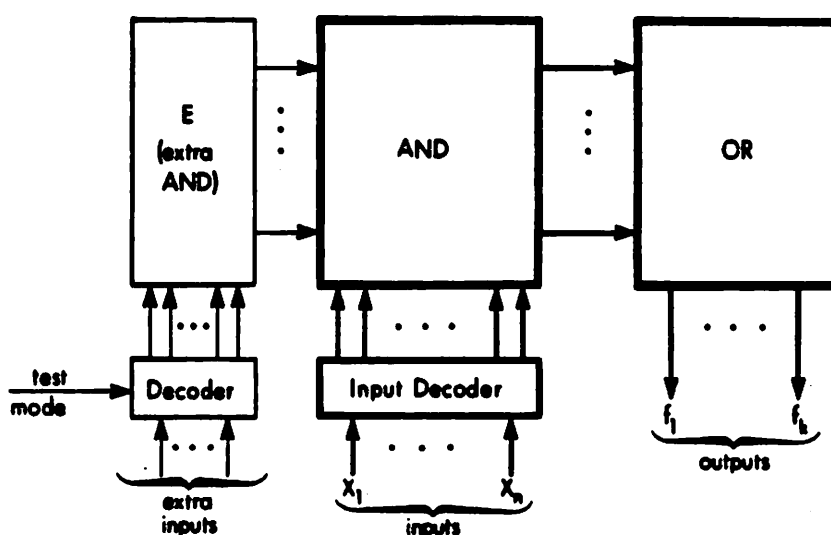 E
(extra
AND)
AND
OR
test
mode
Decoder
Input Decoder
extra
inputs
X₁
Xₙ
inputs
f₁
fₖ
outputs